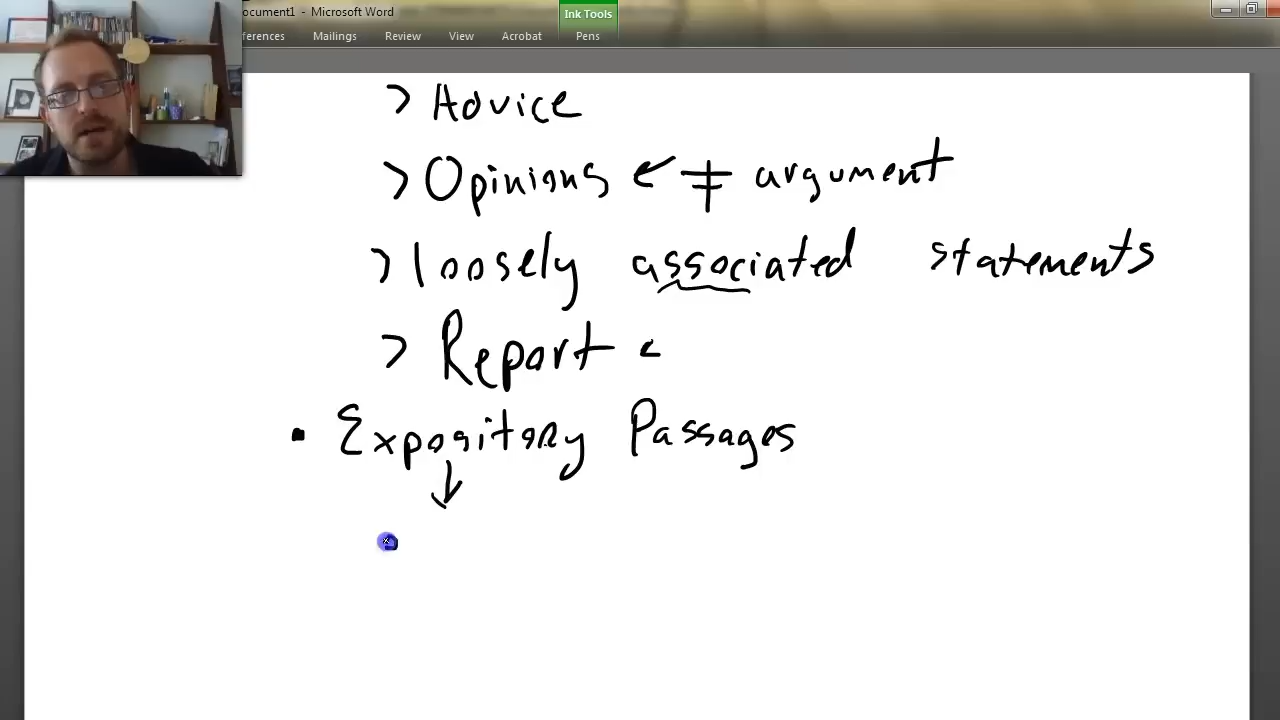 ocument1 - Microsoft Word
Ink Tools
ferences Mailings Review View Acrobat Pens
> Advice
> Opinions ← ≠ argument
> loosely associated statements
> Report <
• Expository Passages
↓